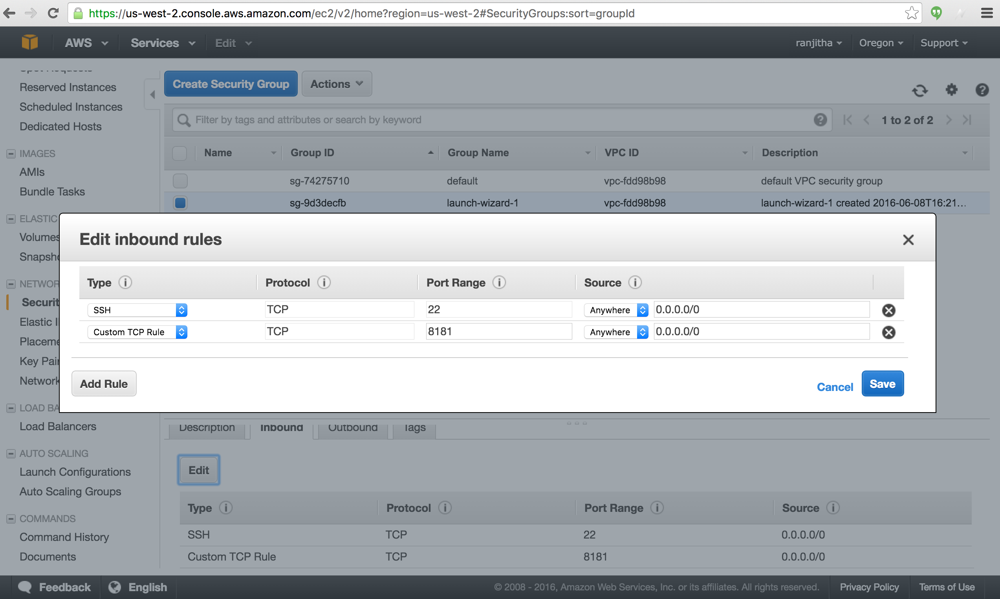 https://us-west-2.console.aws.amazon.com/ec2/v2/home?region=us-west-2#SecurityGroups:sort=groupId
AWS Services Edit ranjitha Oregon Support
Spot Requests
Reserved Instances
Scheduled Instances
Dedicated Hosts
IMAGES
AMIs
Bundle Tasks
ELASTIC
Volumes
Snapsho
NETWOR
Securit
Elastic I
Placeme
Key Pair
Network
LOAD BA
Load Balancers
AUTO SCALING
Launch Configurations
Auto Scaling Groups
COMMANDS
Command History
Documents
Create Security Group Actions
Filter by tags and attributes or search by keyword 1 to 2 of 2
Name Group ID Group Name VPC ID Description
sg-74275710 default vpc-fdd98b98 default VPC security group
sg-9d3decfb launch-wizard-1 vpc-fdd98b98 launch-wizard-1 created 2016-06-08T16:21...
Edit inbound rules
Type Protocol Port Range Source
SSH TCP 22 Anywhere 0.0.0.0/0
Custom TCP Rule TCP 8181 Anywhere 0.0.0.0/0
Add Rule Cancel Save
Description Inbound Outbound Tags
Edit
Type Protocol Port Range Source
SSH TCP 22 0.0.0.0/0
Custom TCP Rule TCP 8181 0.0.0.0/0
Feedback English © 2008 - 2016, Amazon Web Services, Inc. or its affiliates. All rights reserved. Privacy Policy Terms of Use